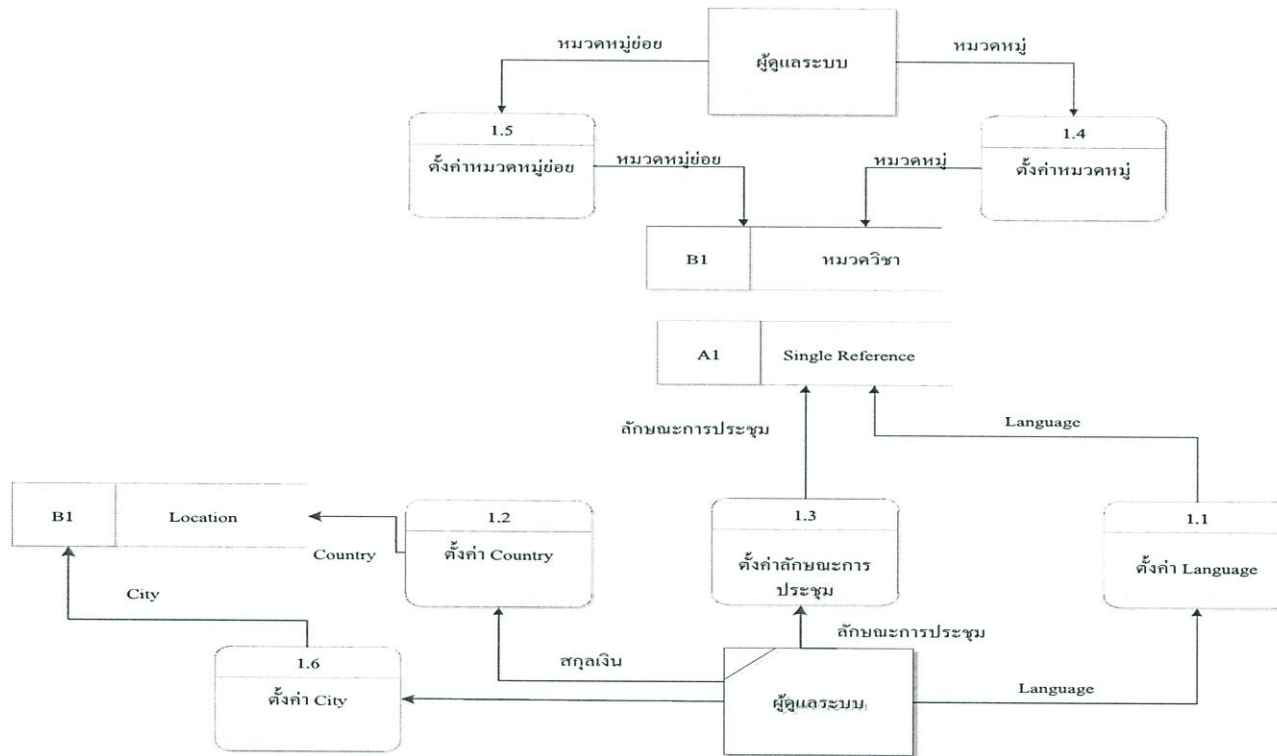 หมวดหมู่ย่อย
ผู้ดูแลระบบ
หมวดหมู่
1.5
ตั้งค่าหมวดหมู่ย่อย
1.4
ตั้งค่าหมวดหมู่
หมวดหมู่ย่อย
หมวดหมู่
B1
หมวดวิชา
A1
Single Reference
ลักษณะการประชุม
Language
B1
Location
1.2
ตั้งค่า Country
Country
1.3
ตั้งค่าลักษณะการ
ประชุม
1.1
ตั้งค่า Language
City
ลักษณะการประชุม
1.6
ตั้งค่า City
สกุลเงิน
ผู้ดูแลระบบ
Language